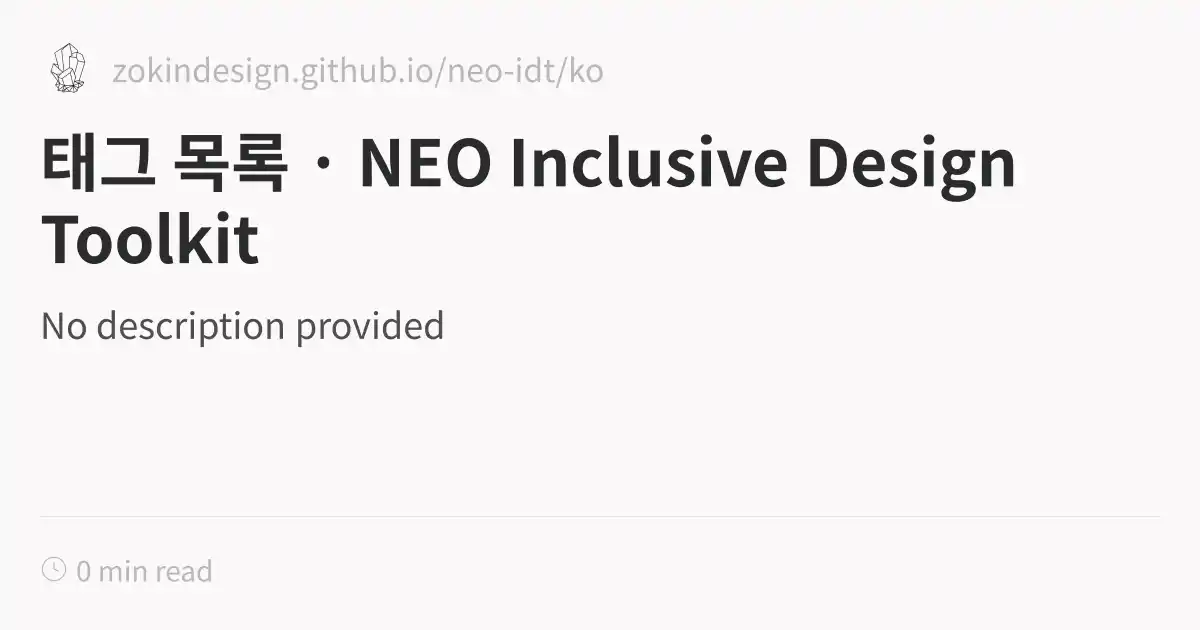 zokindesign.github.io/neo-idt/ko
태그 목록 · NEO Inclusive Design
Toolkit
No description provided
0 min read